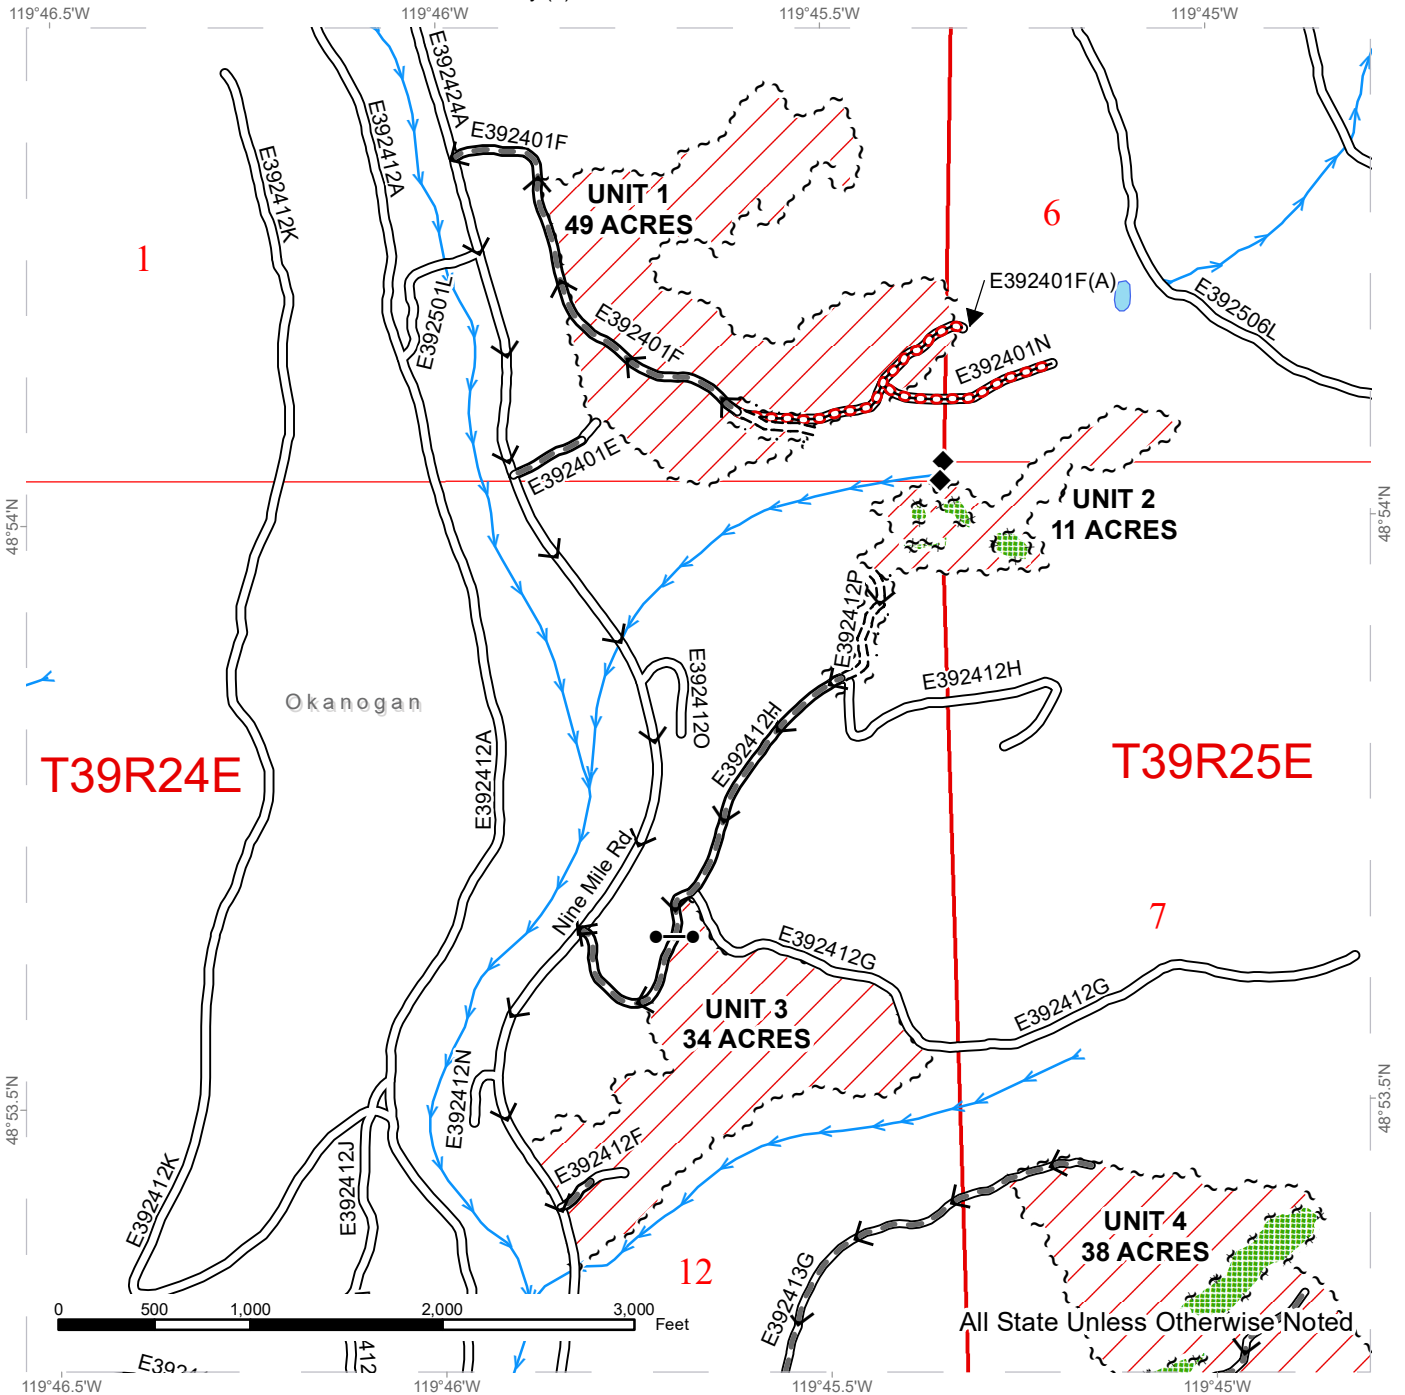 119°46.5'W
119°46'W
119°45.5'W
119°45'W
E392424A
E392412A
E392401F
E392412K
UNIT 1
49 ACRES
6
1
E392501L
E392401F(A)
E392506L
E392401F
E392401N
E392401E
UNIT 2
11 ACRES
48°54'N
48°54'N
E392412P
E392412O
E392412H
Okanogan
E392412H
T39R24E
T39R25E
E392412A
Nine Mile Rd
7
E392412G
E392412G
UNIT 3
34 ACRES
E392412N
48°53.5'N
48°53.5'N
E392412F
E392412J
E392412K
UNIT 4
38 ACRES
12
E392413G
0 500 1,000 2,000 3,000
Feet
All State Unless Otherwise Noted
412
119°46.5'W
119°46'W
119°45.5'W
119°45'W